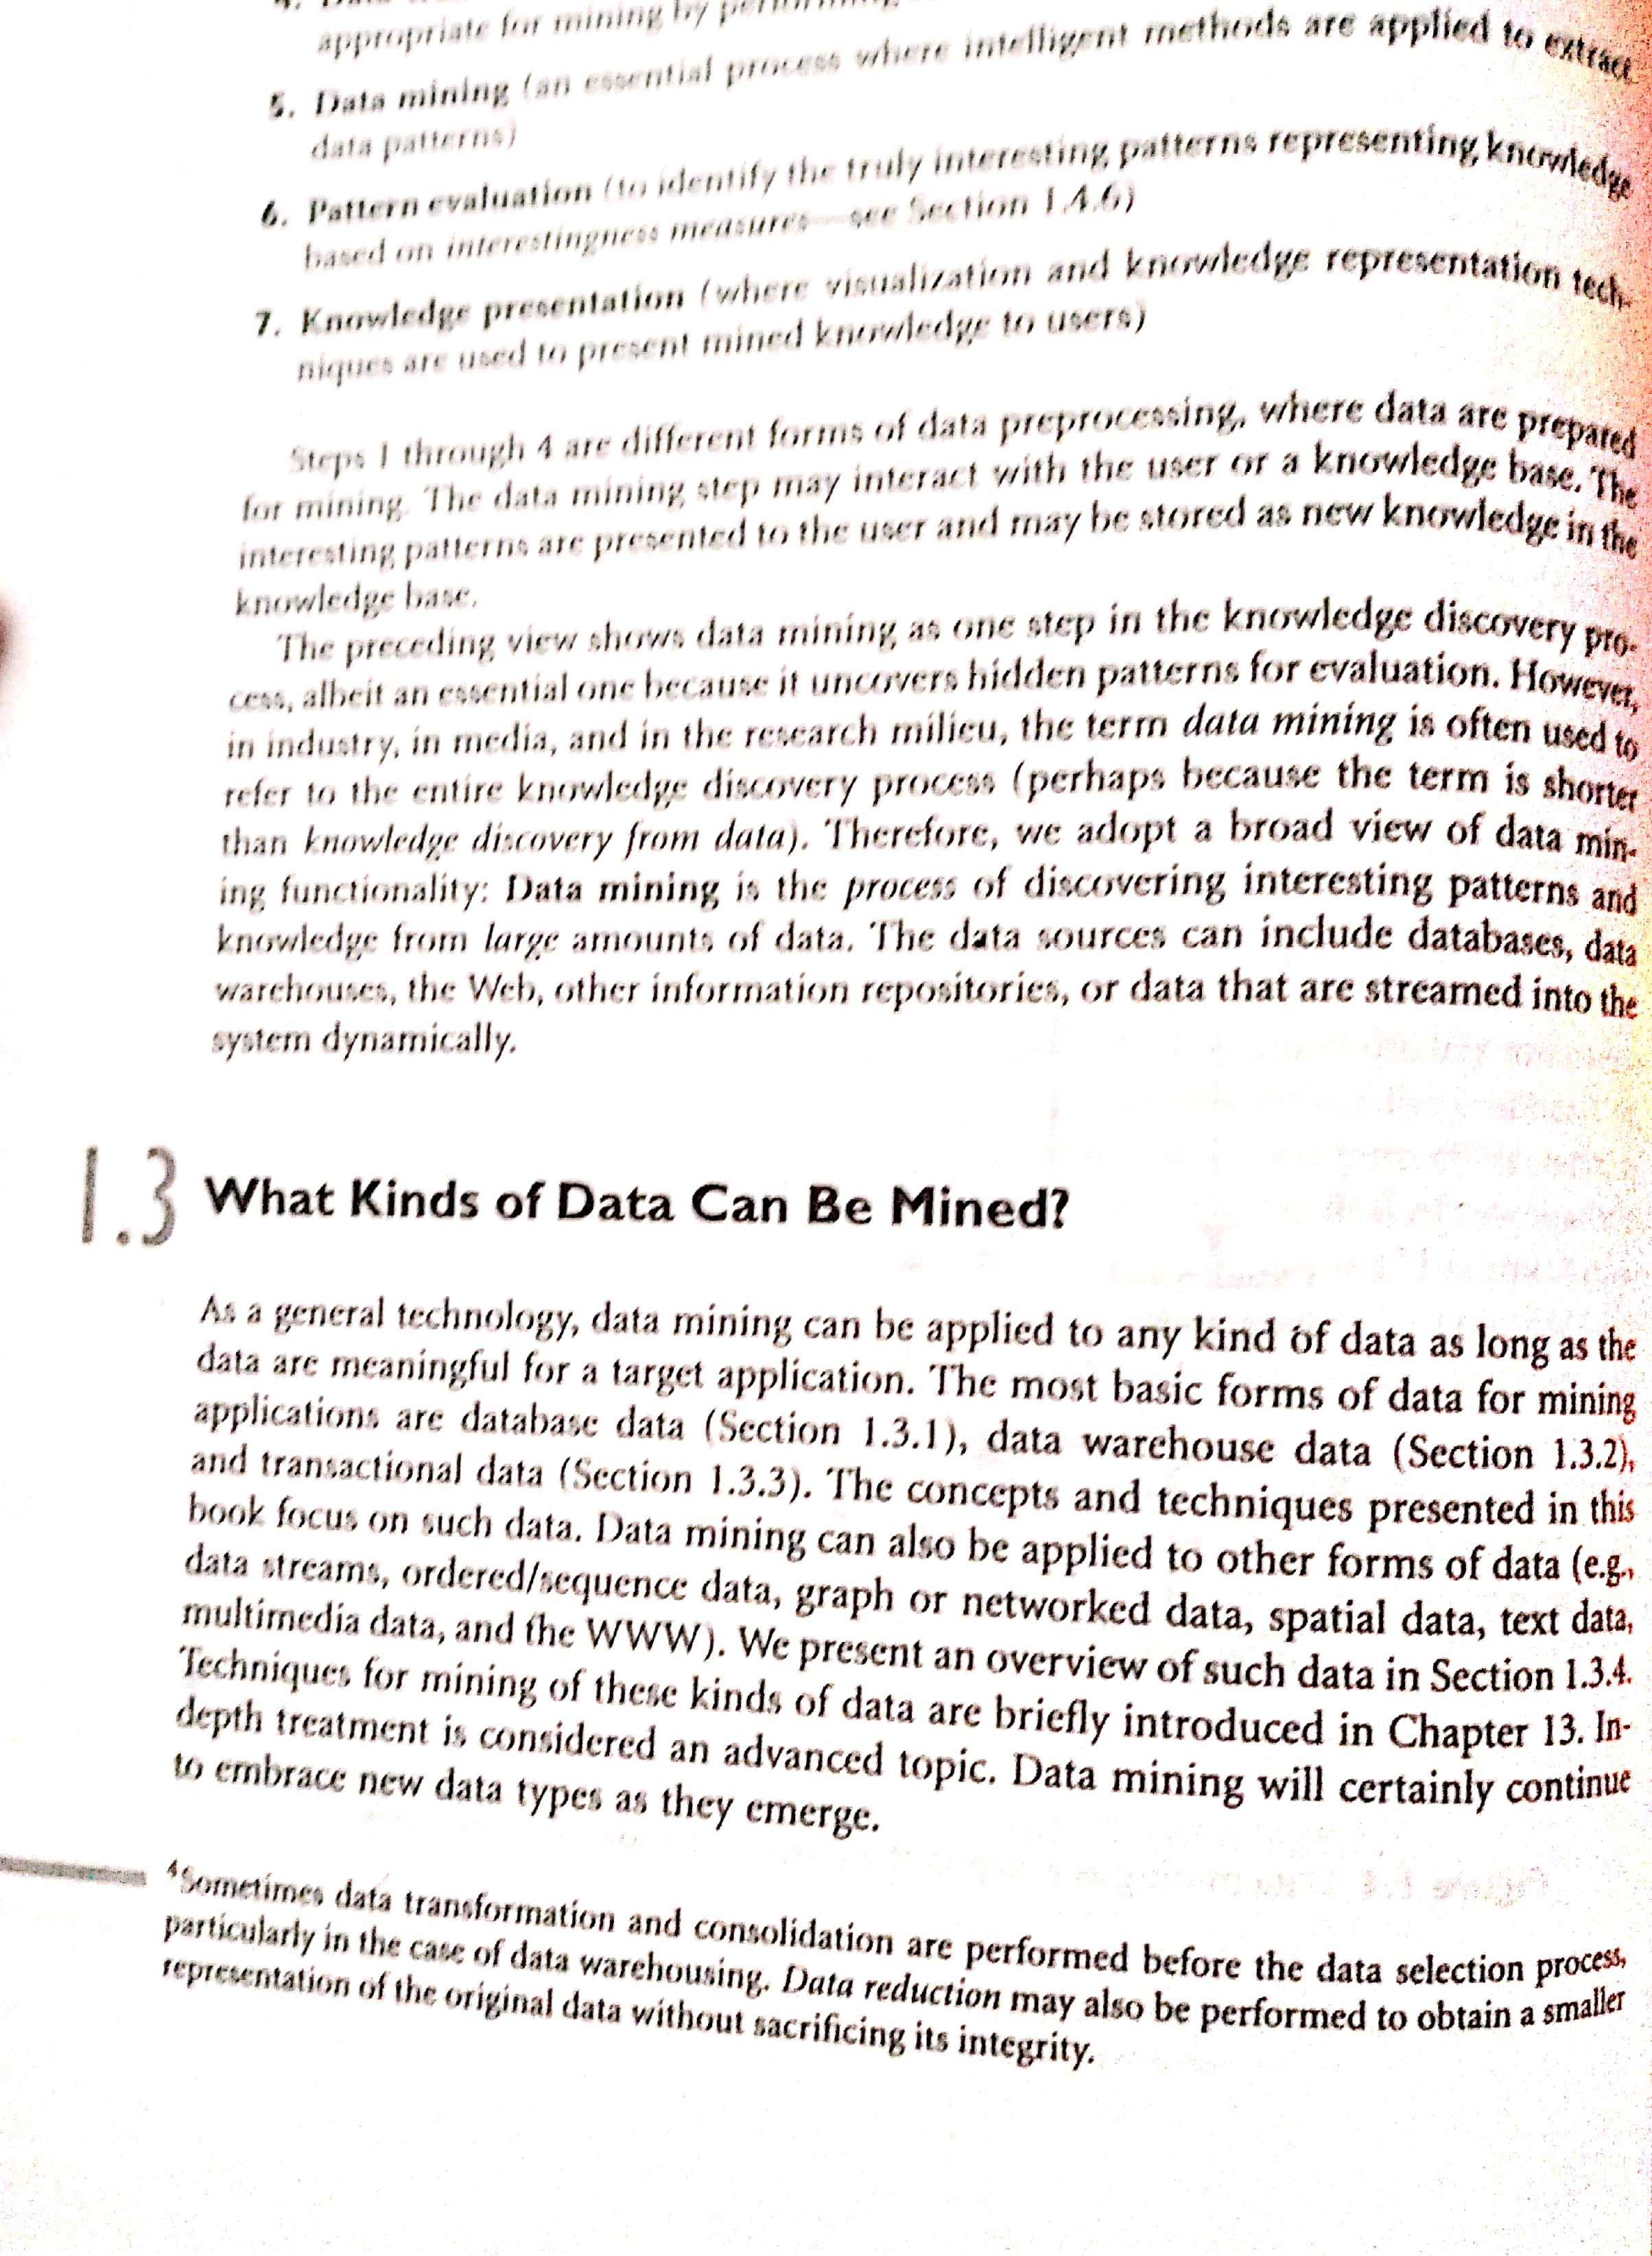 appropriate for mining by
5. Data mining (an essential process where intelligent methods are applied to extract
data patterns)
6. Pattern evaluation (to identify the truly interesting patterns representing knowledge
based on interestingness measures—see Section 1.4.6)
7. Knowledge presentation (where visualization and knowledge representation tech-
niques are used to present mined knowledge to users)
Steps 1 through 4 are different forms of data preprocessing, where data are prepared
for mining. The data mining step may interact with the user or a knowledge base. The
interesting patterns are presented to the user and may be stored as new knowledge in the
knowledge base.
The preceding view shows data mining as one step in the knowledge discovery pro-
cess, albeit an essential one because it uncovers hidden patterns for evaluation. However,
in industry, in media, and in the research milieu, the term data mining is often used to
refer to the entire knowledge discovery process (perhaps because the term is shorter
than knowledge discovery from data). Therefore, we adopt a broad view of data min-
ing functionality: Data mining is the process of discovering interesting patterns and
knowledge from large amounts of data. The data sources can include databases, data
warehouses, the Web, other information repositories, or data that are streamed into the
system dynamically.
1.3 What Kinds of Data Can Be Mined?
As a general technology, data mining can be applied to any kind of data as long as the
data are meaningful for a target application. The most basic forms of data for mining
applications are database data (Section 1.3.1), data warehouse data (Section 1.3.2),
and transactional data (Section 1.3.3). The concepts and techniques presented in this
book focus on such data. Data mining can also be applied to other forms of data (e.g.,
data streams, ordered/sequence data, graph or networked data, spatial data, text data,
multimedia data, and the WWW). We present an overview of such data in Section 1.3.4.
Techniques for mining of these kinds of data are briefly introduced in Chapter 13. In-
depth treatment is considered an advanced topic. Data mining will certainly continue
to embrace new data types as they emerge.
4Sometimes data transformation and consolidation are performed before the data selection process,
particularly in the case of data warehousing. Data reduction may also be performed to obtain a smaller
representation of the original data without sacrificing its integrity.